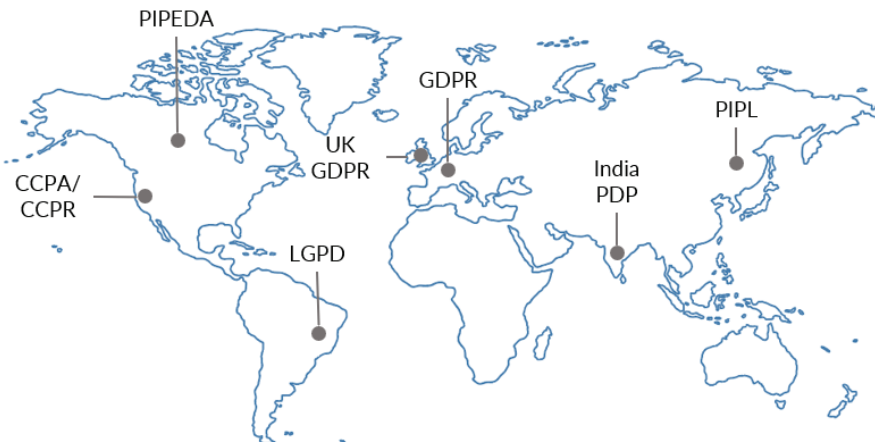 PIPEDA
GDPR
UK
GDPR
PIPL
India
PDP
CCPA/
CCPR
LGPD